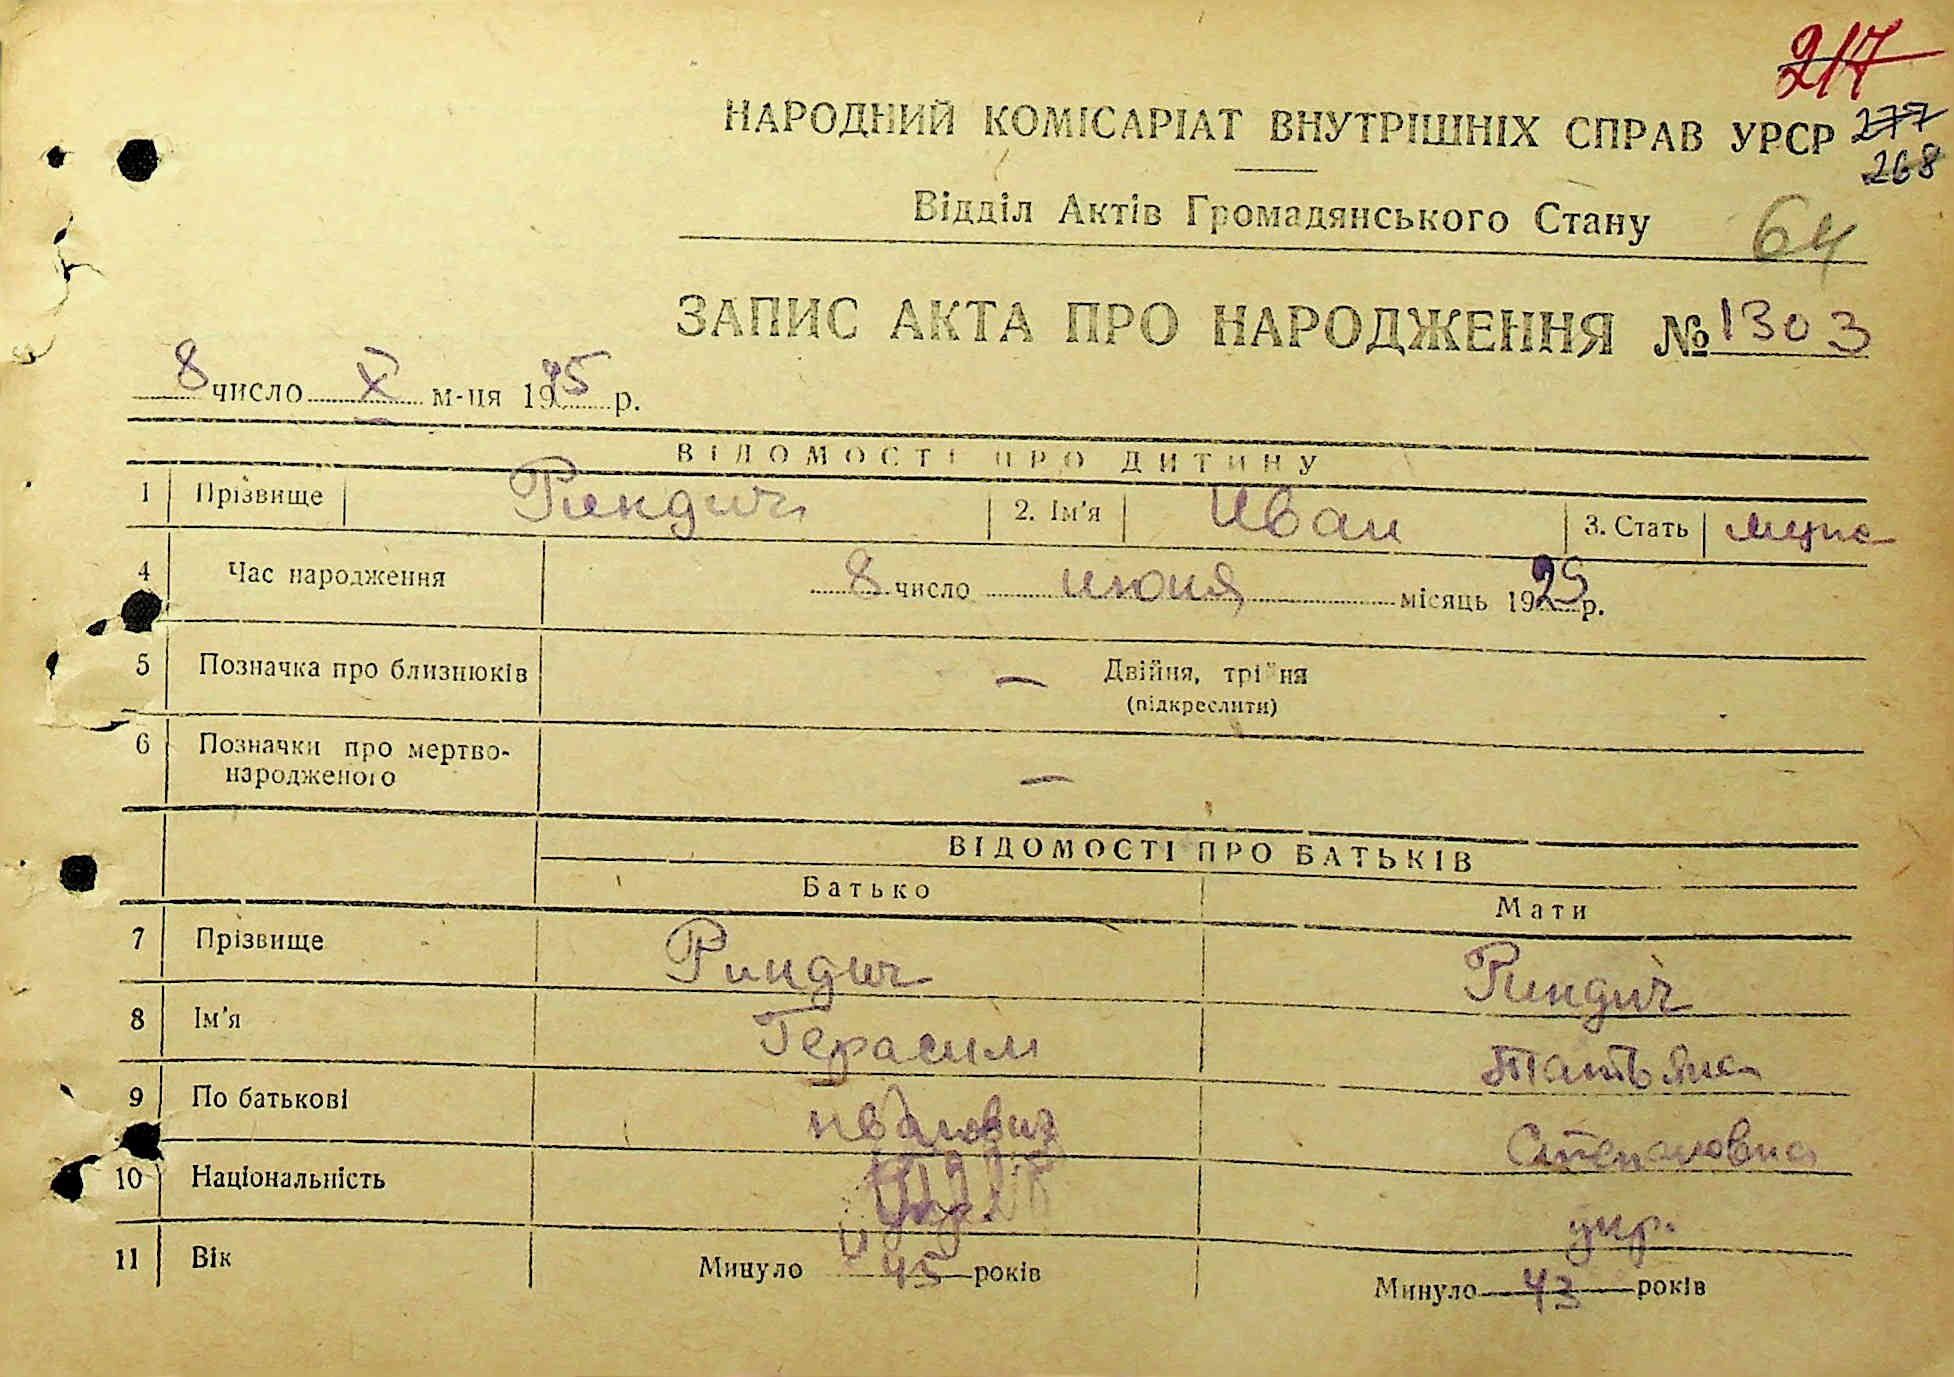 217
НАРОДНИЙ КОМІСАРІАТ ВНУТРІШНІХ СПРАВ УРСР 277
268
Відділ Актів Громадянського Стану 64
ЗАПИС АКТА ПРО НАРОДЖЕННЯ № 1303
8 число X м-ця 1945 р.
ВІДОМОСТІ ПРО ДИТИНУ
1 Прізвище Риндич 2. Ім'я Иван 3. Стать муж
4 Час народження 8 число июня місяць 1925 р.
5 Позначка про близнюків — Двійня, трійня
(підкреслити)
6 Позначки про мертво-
народженого —
ВІДОМОСТІ ПРО БАТЬКІВ
Батько Мати
7 Прізвище Риндич Риндич
8 Ім'я Герасим Татьяна
9 По батькові Иванович Степановна
10 Національність Укр. укр.
11 Вік Минуло 45 років Минуло 43 років